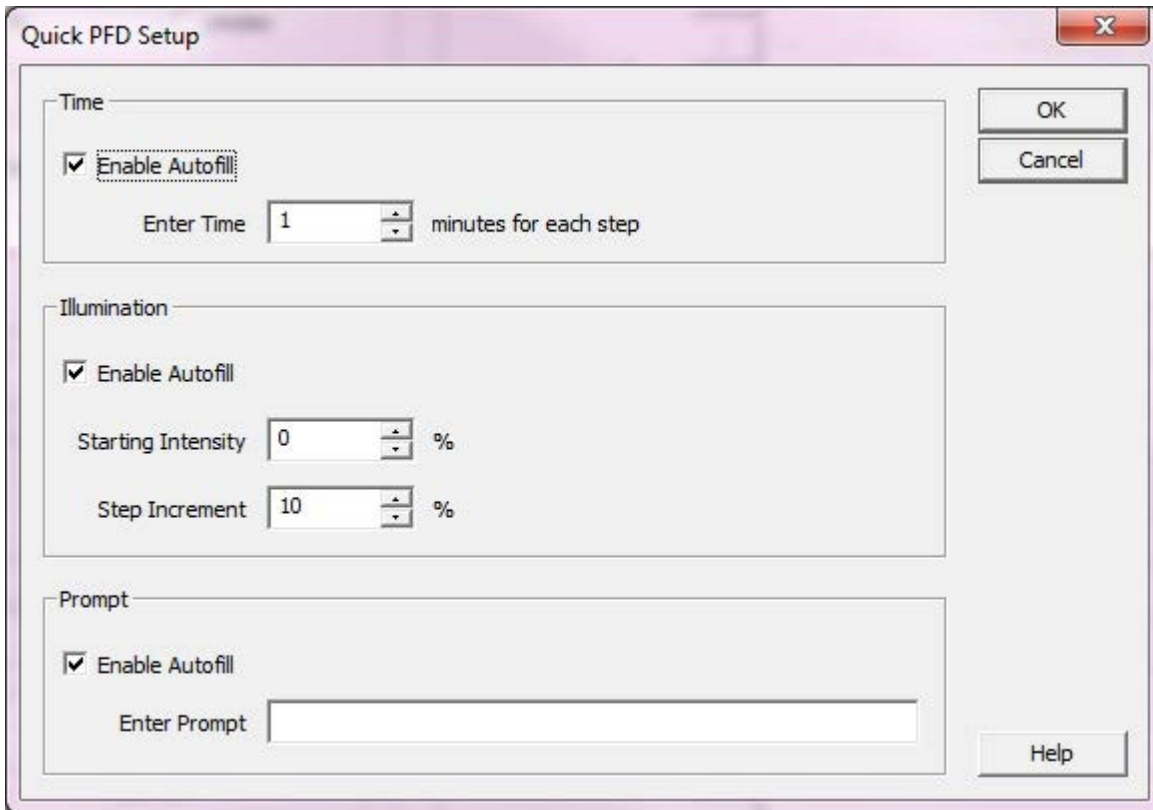 Quick PFD Setup
Time
OK
Enable Autofill
Cancel
Enter Time 1 minutes for each step
Illumination
Enable Autofill
Starting Intensity 0 %
Step Increment 10 %
Prompt
Enable Autofill
Enter Prompt
Help